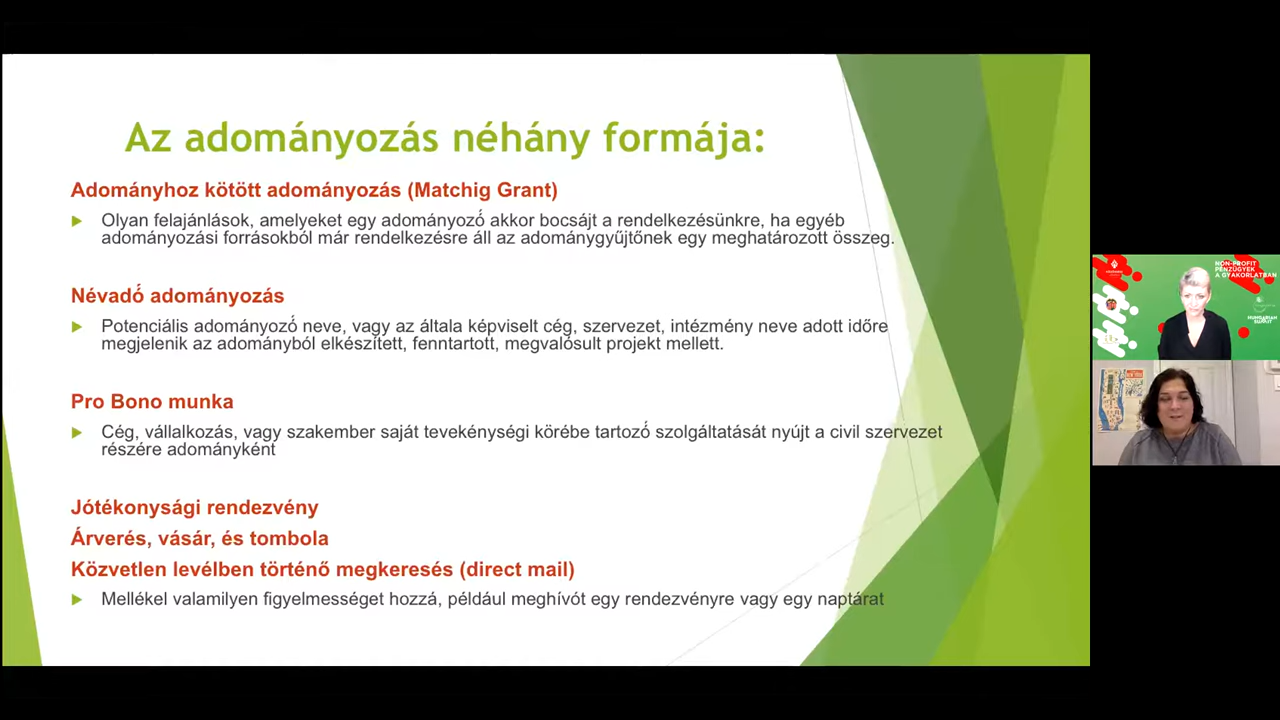 Az adományozás néhány formája:
Adományhoz kötött adományozás (Matchig Grant)
Olyan felajánlások, amelyeket egy adományozó akkor bocsájt a rendelkezésünkre, ha egyéb
adományozási forrásokból már rendelkezésre áll az adománygyűjtőnek egy meghatározott összeg.
Névadó adományozás
Potenciális adományozó neve, vagy az általa képviselt cég, szervezet, intézmény neve adott időre
megjelenik az adományból elkészített, fenntartott, megvalósult projekt mellett.
Pro Bono munka
Cég, vállalkozás, vagy szakember saját tevekénységi körébe tartozó szolgáltatását nyújt a civil szervezet
részére adományként
Jótékonysági rendezvény
Árverés, vásár, és tombola
Közvetlen levélben történő megkeresés (direct mail)
Mellékel valamilyen figyelmességet hozzá, például meghívót egy rendezvényre vagy egy naptárat
NON-PROFIT
PÉNZÜGYEK
A GYAKORLATBAN
HUNGARIAN
SUMMIT